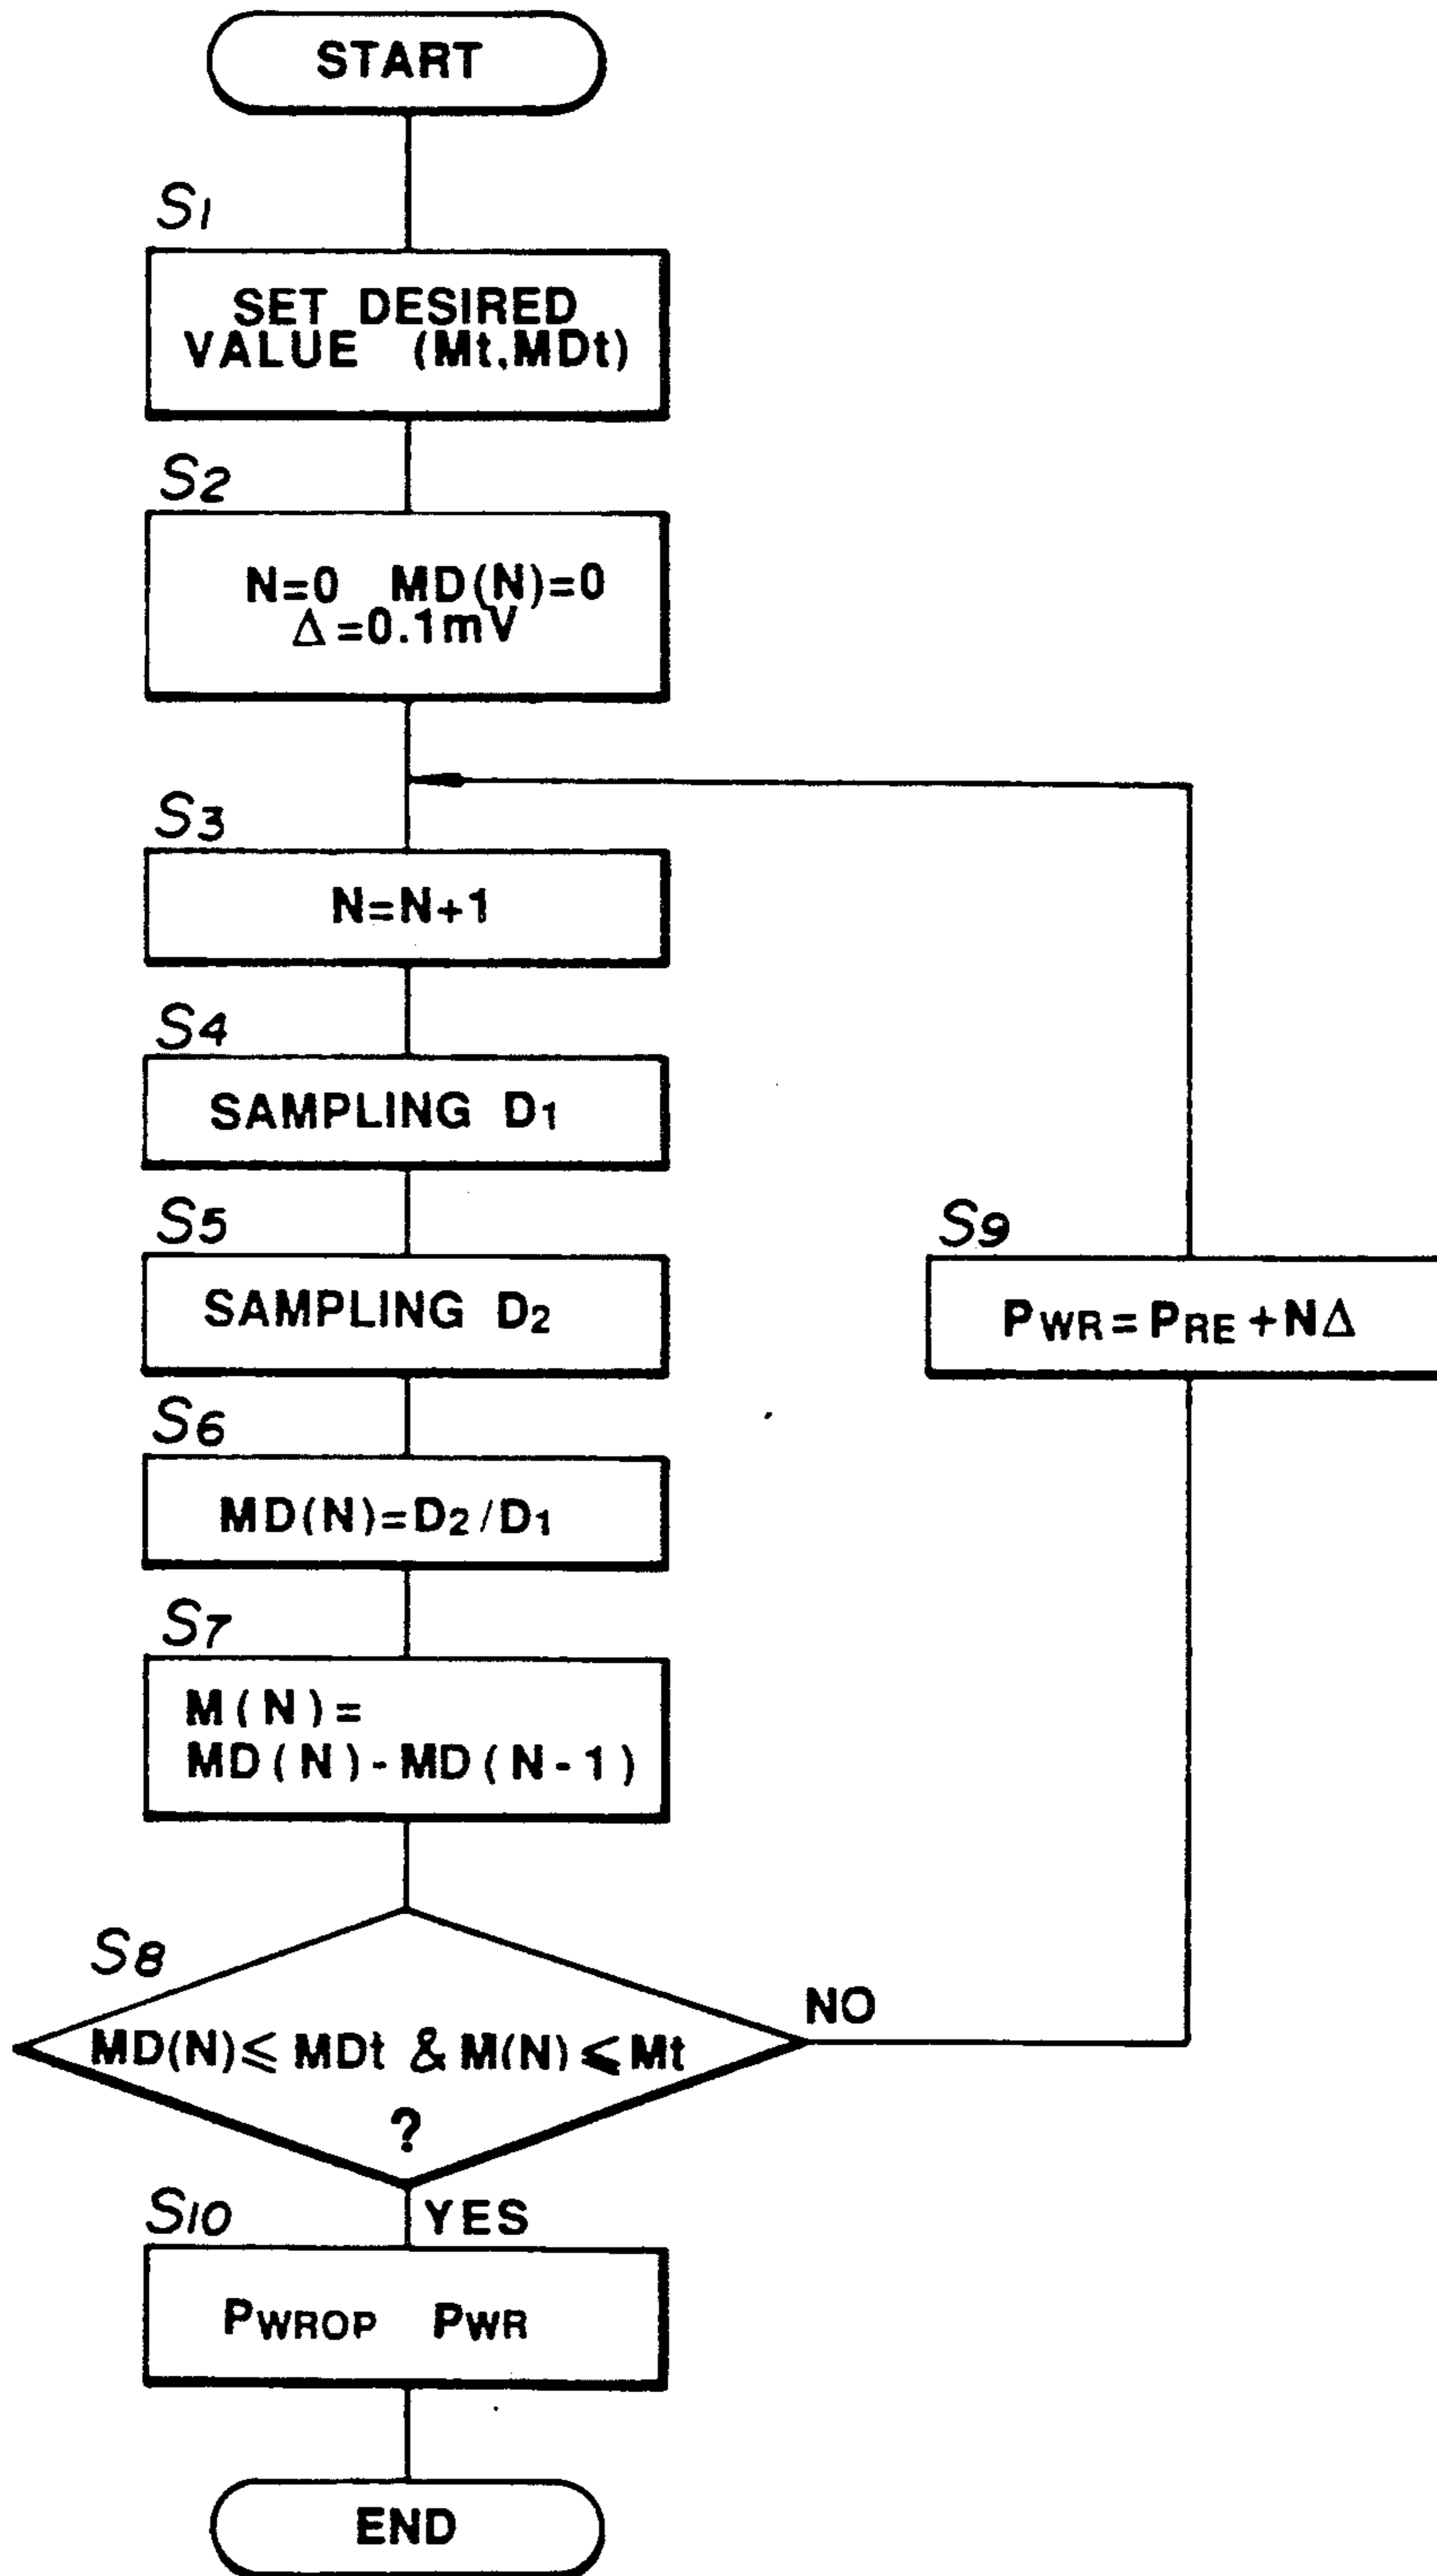 START
S1
SET DESIRED
VALUE (Mt,MDt)
S2
N=0 MD(N)=0
Δ=0.1mV
S3
N=N+1
S4
SAMPLING D1
S5
SAMPLING D2
S6
MD(N)=D2/D1
S7
M(N)=
MD(N)-MD(N-1)
S8
MD(N)≤MDt & M(N)≤Mt
?
NO
S9
PWR=PRE+NΔ
YES
S10
PWROP PWR
END